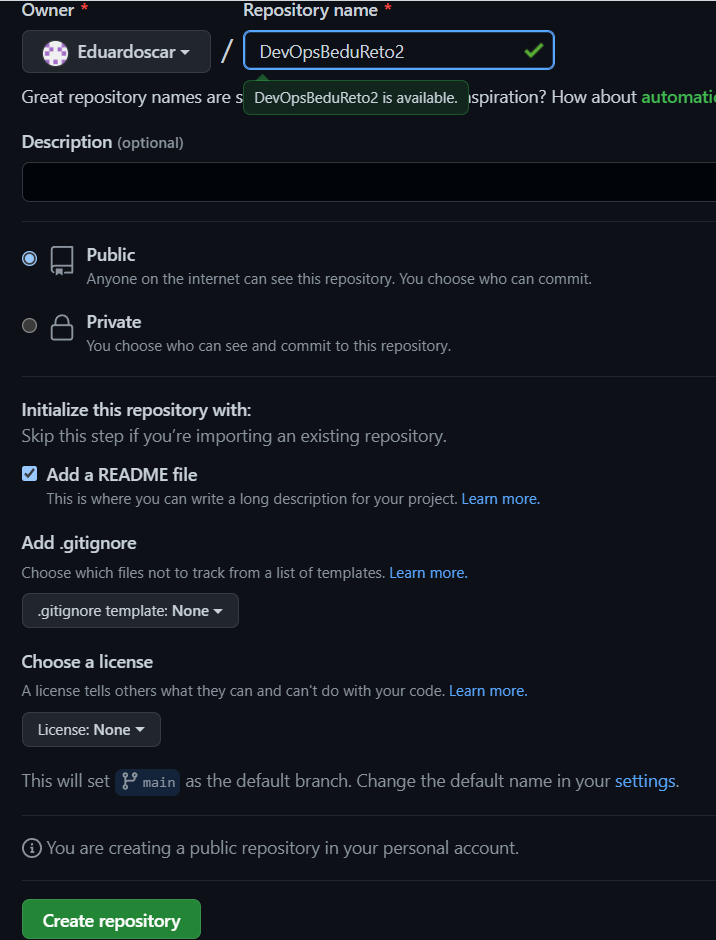 Owner * Repository name *
Eduardoscar / DevOpsBeduReto2
Great repository names are s
DevOpsBeduReto2 is available.
spiration? How about automatic
Description (optional)
Public
Anyone on the internet can see this repository. You choose who can commit.
Private
You choose who can see and commit to this repository.
Initialize this repository with:
Skip this step if you’re importing an existing repository.
Add a README file
This is where you can write a long description for your project. Learn more.
Add .gitignore
Choose which files not to track from a list of templates. Learn more.
.gitignore template: None
Choose a license
A license tells others what they can and can't do with your code. Learn more.
License: None
This will set main as the default branch. Change the default name in your settings.
You are creating a public repository in your personal account.
Create repository